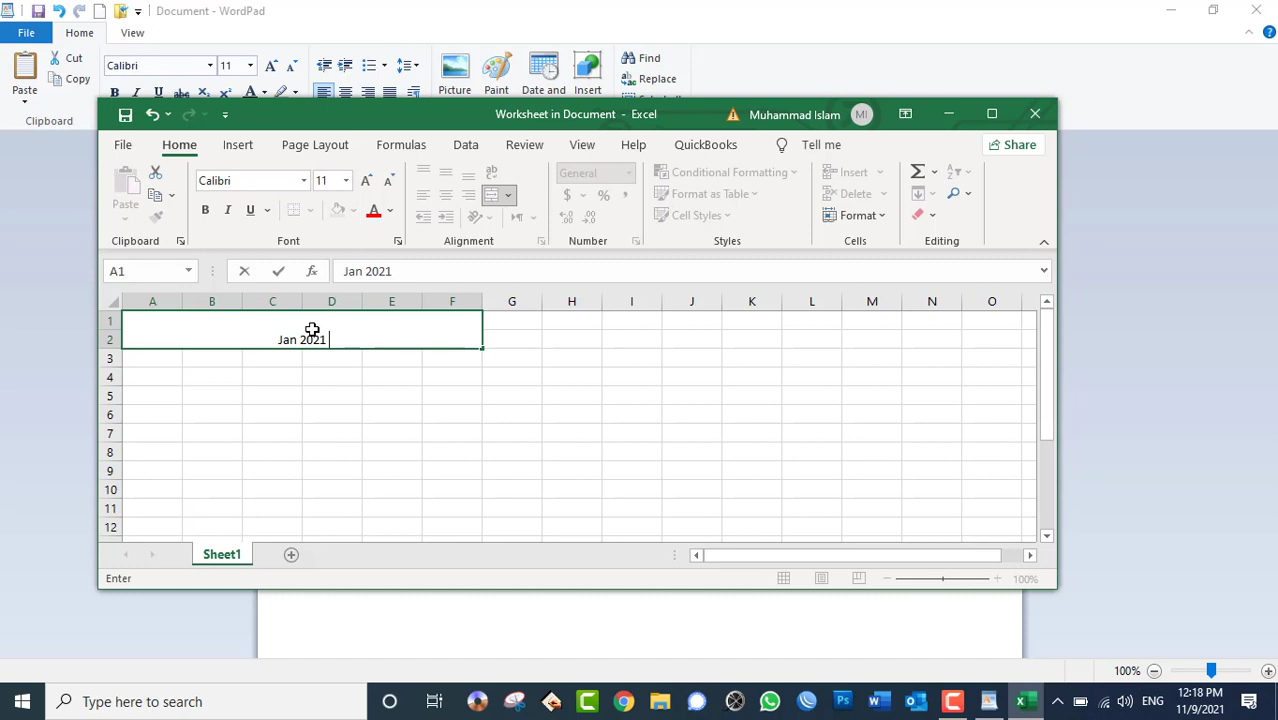 Document - WordPad
File Home View
Paste
Cut
Copy
Clipboard
Calibri 11
B I U abc X₂ X² A
Picture
Paint
Date and
Insert
Find
Replace
Worksheet in Document - Excel
Muhammad Islam MI
File Home Insert Page Layout Formulas Data Review View Help QuickBooks Tell me Share
Paste
Clipboard
Calibri 11
B I U
Font
Alignment
General
$ % ,
Number
Conditional Formatting
Format as Table
Cell Styles
Styles
Insert
Delete
Format
Cells
Editing
A1
fx
Jan 2021
A B C D E F G H I J K L M N O
1
2
Jan 2021
3
4
5
6
7
8
9
10
11
12
Sheet1
Enter
100%
100%
Type here to search
ENG
12:18 PM
11/9/2021